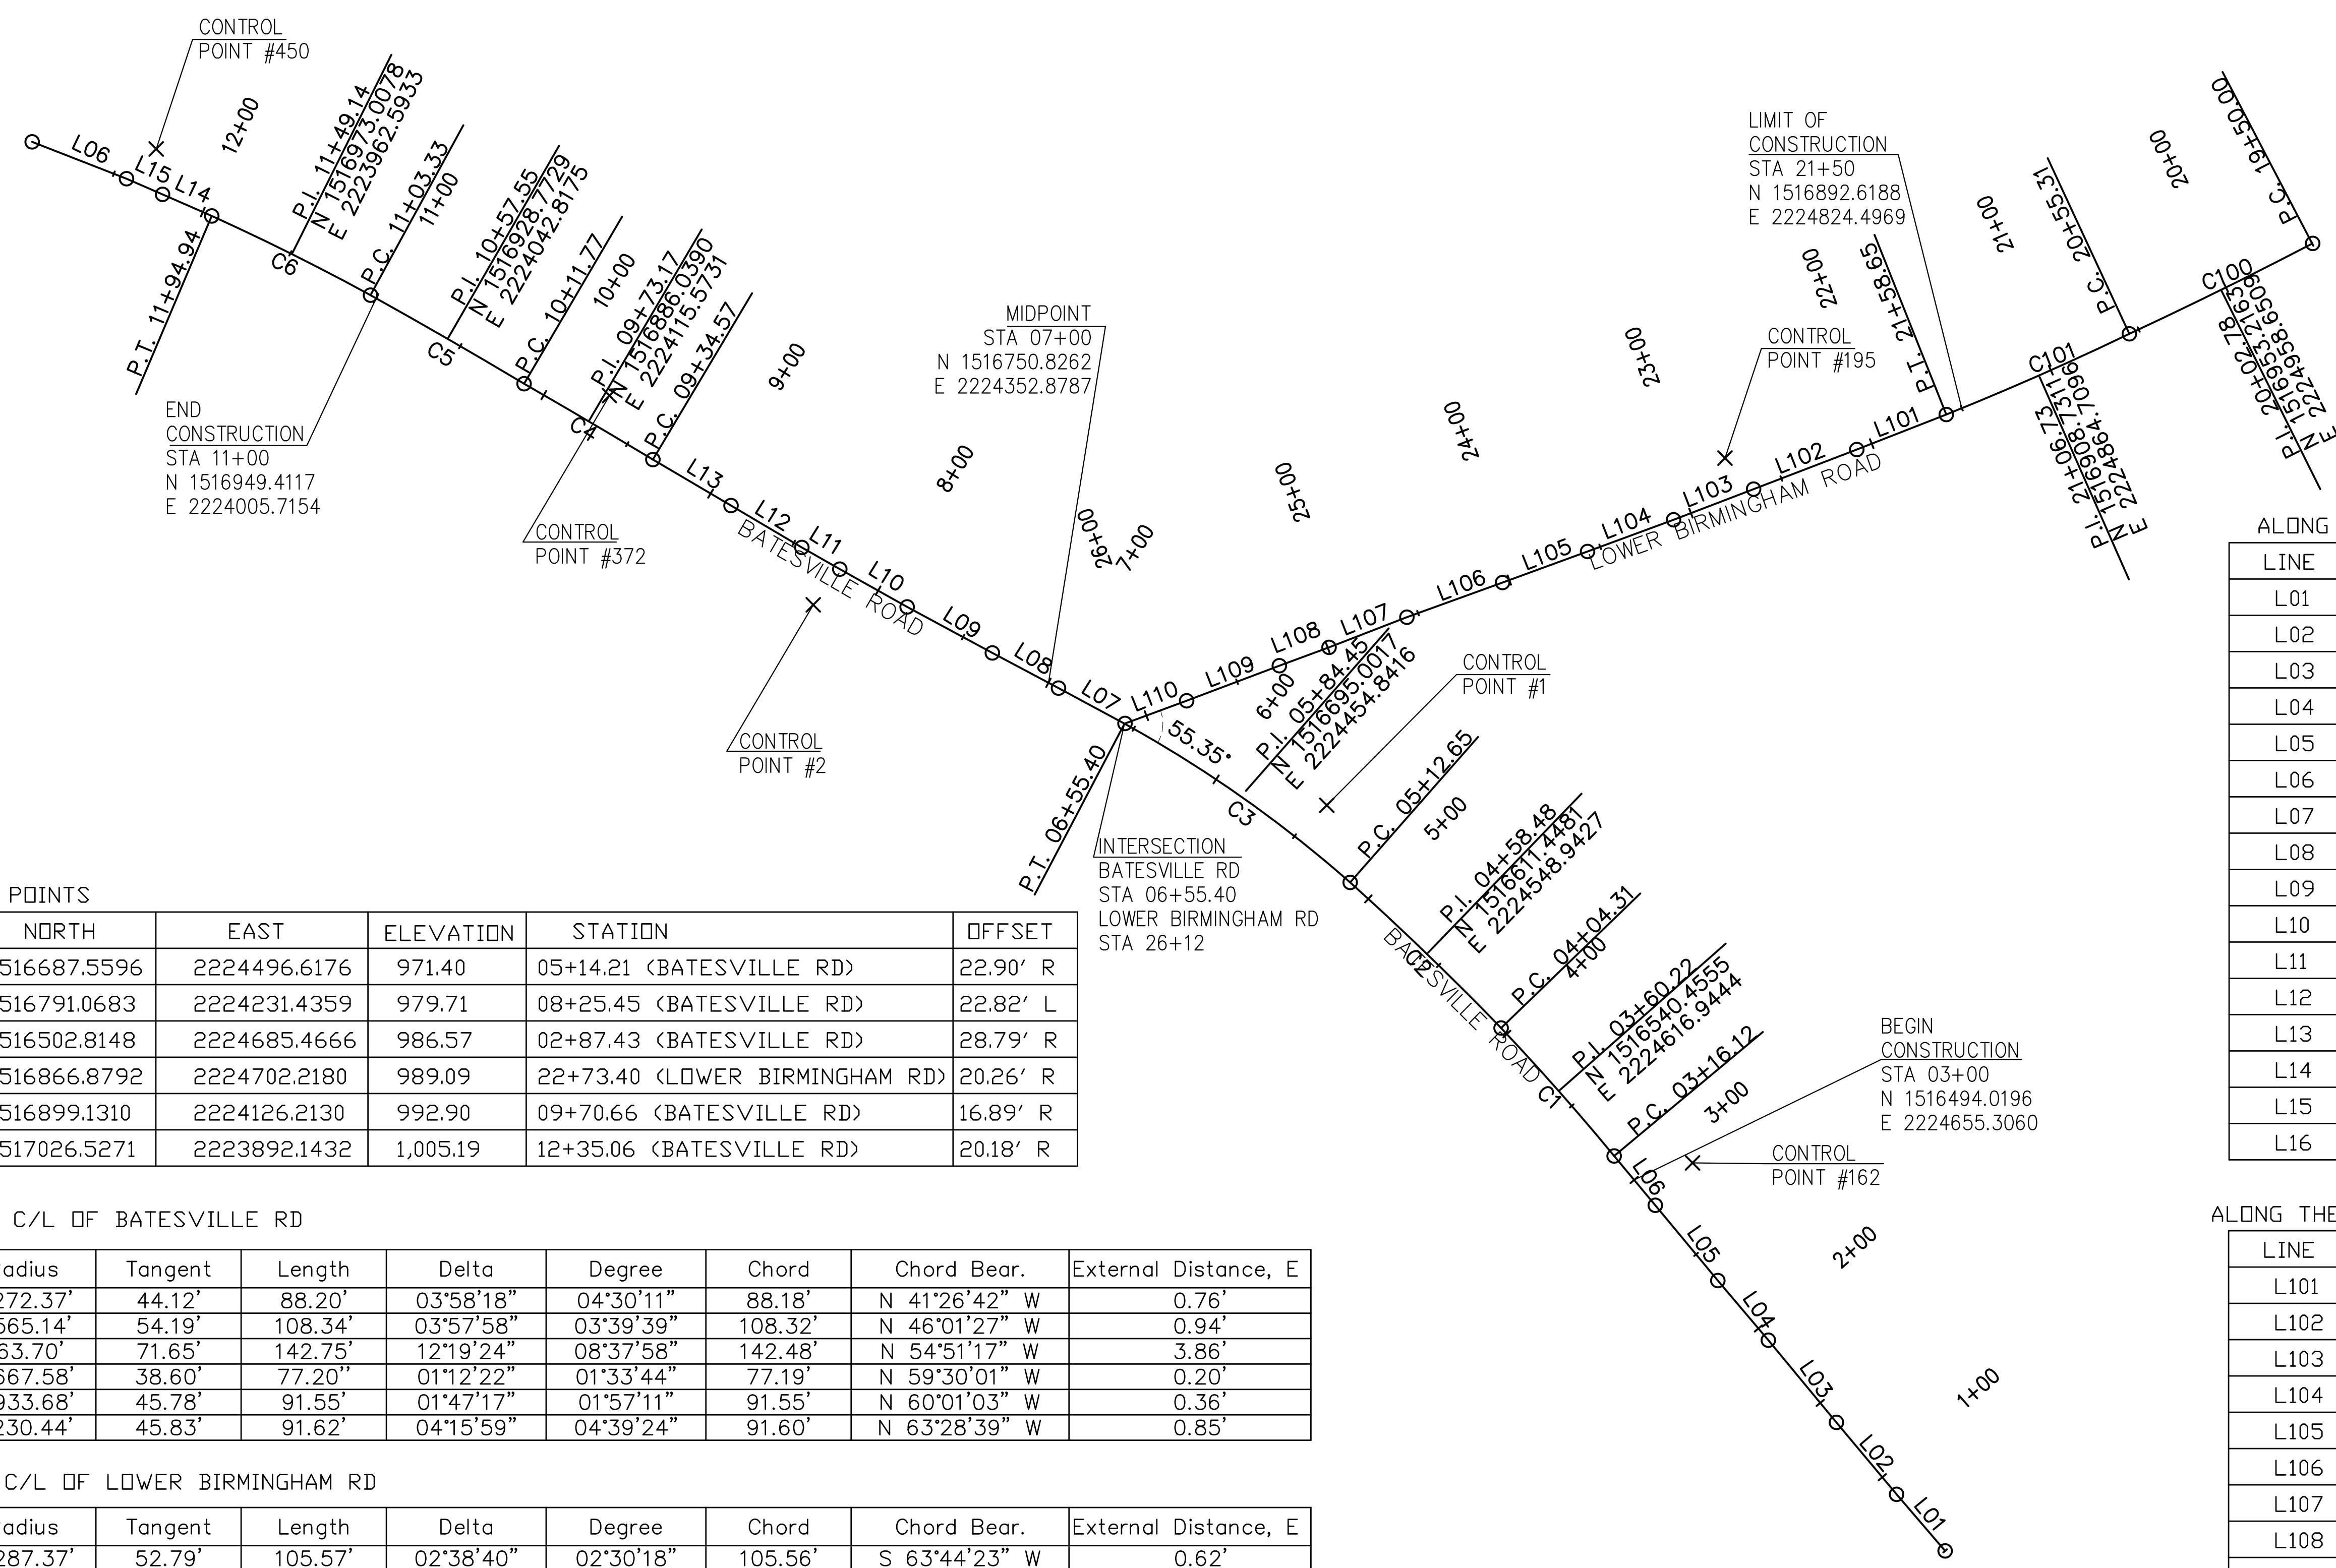 CONTROL
POINT #450
L06
L15
L14
12+00
P.I. 11+49.14
N 1516973.0078
E 2223962.5933
C6
P.C. 11+03.33
11+00
P.T. 11+94.94
END
CONSTRUCTION
STA 11+00
N 1516949.4117
E 2224005.7154
P.I. 10+57.55
N 1516928.7729
E 2224042.8175
C5
P.C. 10+11.77
10+00
P.I. 09+73.17
N 1516886.0390
E 2224115.5731
C4
P.C. 09+34.57
9+00
CONTROL
POINT #372
L13
L12
L11
L10
L09
L08
L07
BATESVILLE ROAD
8+00
MIDPOINT
STA 07+00
N 1516750.8262
E 2224352.8787
26+00
7+00
CONTROL
POINT #2
P.T. 06+55.40
INTERSECTION
BATESVILLE RD
STA 06+55.40
LOWER BIRMINGHAM RD
STA 26+12
55.35°
LIMIT OF
CONSTRUCTION
STA 21+50
N 1516892.6188
E 2224824.4969
P.C. 19+50.00
20+00
C100
P.I. 20+02.78
N 1516953.2163
E 2224958.6509
P.C. 20+55.31
21+00
C101
P.I. 21+06.73
N 1516908.7311
E 2224864.7096
P.T. 21+58.65
22+00
CONTROL
POINT #195
23+00
24+00
25+00
L101
L102
L103
L104
L105
L106
L107
L108
L109
L110
LOWER BIRMINGHAM ROAD
6+00
P.I. 05+84.45
N 1516695.0017
E 2224454.8416
C3
CONTROL
POINT #1
P.C. 05+12.65
5+00
P.I. 04+58.48
N 1516611.4481
E 2224548.9427
C2
P.C. 04+04.31
4+00
BATESVILLE ROAD
P.I. 03+60.22
N 1516540.4555
E 2224616.9444
C1
P.C. 03+16.12
3+00
BEGIN
CONSTRUCTION
STA 03+00
N 1516494.0196
E 2224655.3060
CONTROL
POINT #162
L06
L05
L04
L03
L02
L01
2+00
1+00
POINTS
NORTH EAST ELEVATION STATION OFFSET
516687.5596 2224496.6176 971.40 05+14.21 (BATESVILLE RD) 22.90' R
516791.0683 2224231.4359 979.71 08+25.45 (BATESVILLE RD) 22.82' L
516502.8148 2224685.4666 986.57 02+87.43 (BATESVILLE RD) 28.79' R
516866.8792 2224702.2180 989.09 22+73.40 (LOWER BIRMINGHAM RD) 20.26' R
516899.1310 2224126.2130 992.90 09+70.66 (BATESVILLE RD) 16.89' R
517026.5271 2223892.1432 1,005.19 12+35.06 (BATESVILLE RD) 20.18' R
C/L OF BATESVILLE RD
adius Tangent Length Delta Degree Chord Chord Bear. External Distance, E
272.37' 44.12' 88.20' 03°58'18" 04°30'11" 88.18' N 41°26'42" W 0.76'
565.14' 54.19' 108.34' 03°57'58" 03°39'39" 108.32' N 46°01'27" W 0.94'
63.70' 71.65' 142.75' 12°19'24" 08°37'58" 142.48' N 54°51'17" W 3.86'
667.58' 38.60' 77.20'' 01°12'22" 01°33'44" 77.19' N 59°30'01" W 0.20'
933.68' 45.78' 91.55' 01°47'17" 01°57'11" 91.55' N 60°01'03" W 0.36'
230.44' 45.83' 91.62' 04°15'59" 04°39'24" 91.60' N 63°28'39" W 0.85'
C/L OF LOWER BIRMINGHAM RD
adius Tangent Length Delta Degree Chord Chord Bear. External Distance, E
287.37' 52.79' 105.57' 02°38'40" 02°30'18" 105.56' S 63°44'23" W 0.62'
ALONG
LINE
L01
L02
L03
L04
L05
L06
L07
L08
L09
L10
L11
L12
L13
L14
L15
L16
ALONG THE
LINE
L101
L102
L103
L104
L105
L106
L107
L108